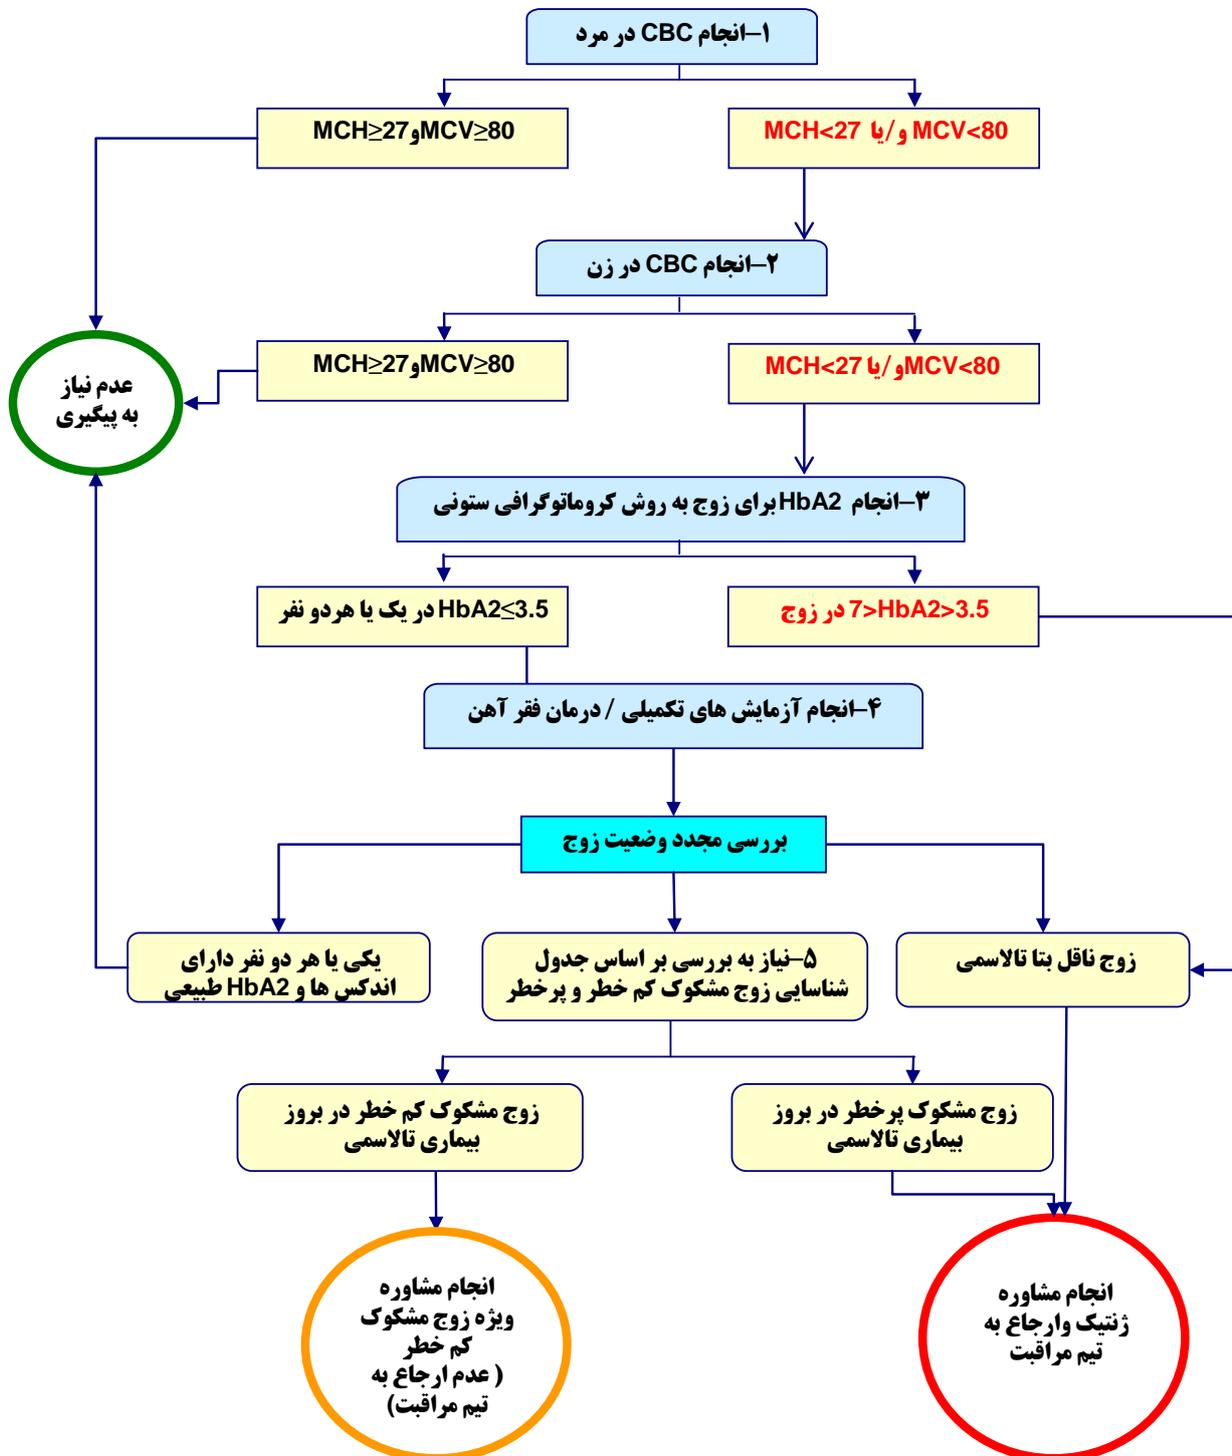 ۱–انجام CBC در مرد
MCV<80 و/یا MCH<27
MCV≥80 و MCH≥27
۲–انجام CBC در زن
MCV<80 و/یا MCH<27
MCV≥80 و MCH≥27
عدم نیاز
به پیگیری
۳–انجام HbA2 برای زوج به روش کروماتوگرافی ستونی
7>HbA2>3.5 در زوج
HbA2≤3.5 در یک یا هردو نفر
۴–انجام آزمایش های تکمیلی / درمان فقر آهن
بررسی مجدد وضعیت زوج
زوج ناقل بتا تالاسمی
۵–نیاز به بررسی بر اساس جدول
شناسایی زوج مشکوک کم خطر و پرخطر
یکی یا هر دو نفر دارای
اندکس ها و HbA2 طبیعی
زوج مشکوک پرخطر در بروز
بیماری تالاسمی
زوج مشکوک کم خطر در بروز
بیماری تالاسمی
انجام مشاوره
ژنتیک وارجاع به
تیم مراقبت
انجام مشاوره
ویژه زوج مشکوک
کم خطر
( عدم ارجاع به
تیم مراقبت)